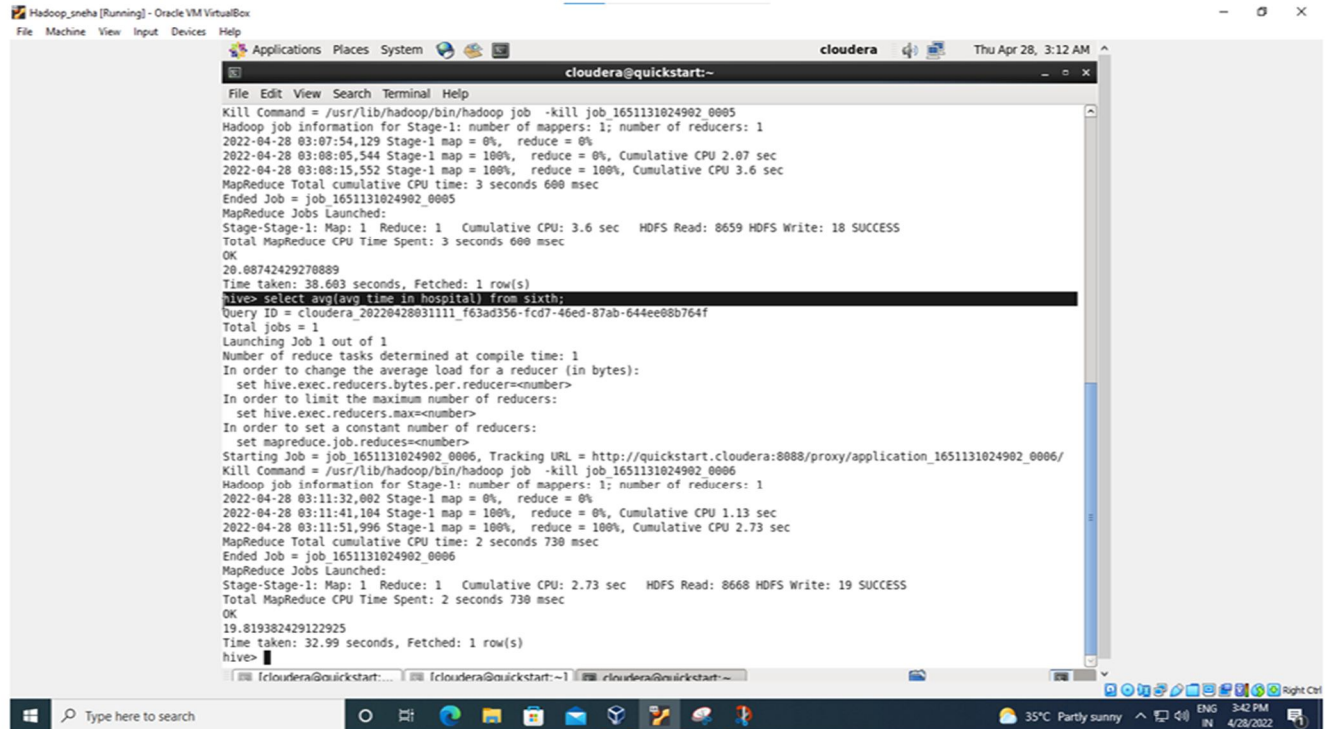 Hadoop_sneha [Running] - Oracle VM VirtualBox
File Machine View Input Devices Help
Applications Places System cloudera Thu Apr 28, 3:12 AM
cloudera@quickstart:~
File Edit View Search Terminal Help
Kill Command = /usr/lib/hadoop/bin/hadoop job -kill job_1651131024902_0005
Hadoop job information for Stage-1: number of mappers: 1; number of reducers: 1
2022-04-28 03:07:54,129 Stage-1 map = 0%, reduce = 0%
2022-04-28 03:08:05,544 Stage-1 map = 100%, reduce = 0%, Cumulative CPU 2.07 sec
2022-04-28 03:08:15,552 Stage-1 map = 100%, reduce = 100%, Cumulative CPU 3.6 sec
MapReduce Total cumulative CPU time: 3 seconds 600 msec
Ended Job = job_1651131024902_0005
MapReduce Jobs Launched:
Stage-Stage-1: Map: 1 Reduce: 1 Cumulative CPU: 3.6 sec HDFS Read: 8659 HDFS Write: 18 SUCCESS
Total MapReduce CPU Time Spent: 3 seconds 600 msec
OK
20.08742429270889
Time taken: 38.603 seconds, Fetched: 1 row(s)
hive> select avg(avg_time_in_hospital) from sixth;
Query ID = cloudera_20220428031111_f63ad356-fcd7-46ed-87ab-644ee08b764f
Total jobs = 1
Launching Job 1 out of 1
Number of reduce tasks determined at compile time: 1
In order to change the average load for a reducer (in bytes):
set hive.exec.reducers.bytes.per.reducer=<number>
In order to limit the maximum number of reducers:
set hive.exec.reducers.max=<number>
In order to set a constant number of reducers:
set mapreduce.job.reduces=<number>
Starting Job = job_1651131024902_0006, Tracking URL = http://quickstart.cloudera:8088/proxy/application_1651131024902_0006/
Kill Command = /usr/lib/hadoop/bin/hadoop job -kill job_1651131024902_0006
Hadoop job information for Stage-1: number of mappers: 1; number of reducers: 1
2022-04-28 03:11:32,002 Stage-1 map = 0%, reduce = 0%
2022-04-28 03:11:41,104 Stage-1 map = 100%, reduce = 0%, Cumulative CPU 1.13 sec
2022-04-28 03:11:51,996 Stage-1 map = 100%, reduce = 100%, Cumulative CPU 2.73 sec
MapReduce Total cumulative CPU time: 2 seconds 730 msec
Ended Job = job_1651131024902_0006
MapReduce Jobs Launched:
Stage-Stage-1: Map: 1 Reduce: 1 Cumulative CPU: 2.73 sec HDFS Read: 8668 HDFS Write: 19 SUCCESS
Total MapReduce CPU Time Spent: 2 seconds 730 msec
OK
19.819382429122925
Time taken: 32.99 seconds, Fetched: 1 row(s)
hive>
[cloudera@quickstart:... [cloudera@quickstart:~] cloudera@quickstart:~
Right Ctrl
Type here to search 35°C Partly sunny ENG 3:42 PM
IN 4/28/2022